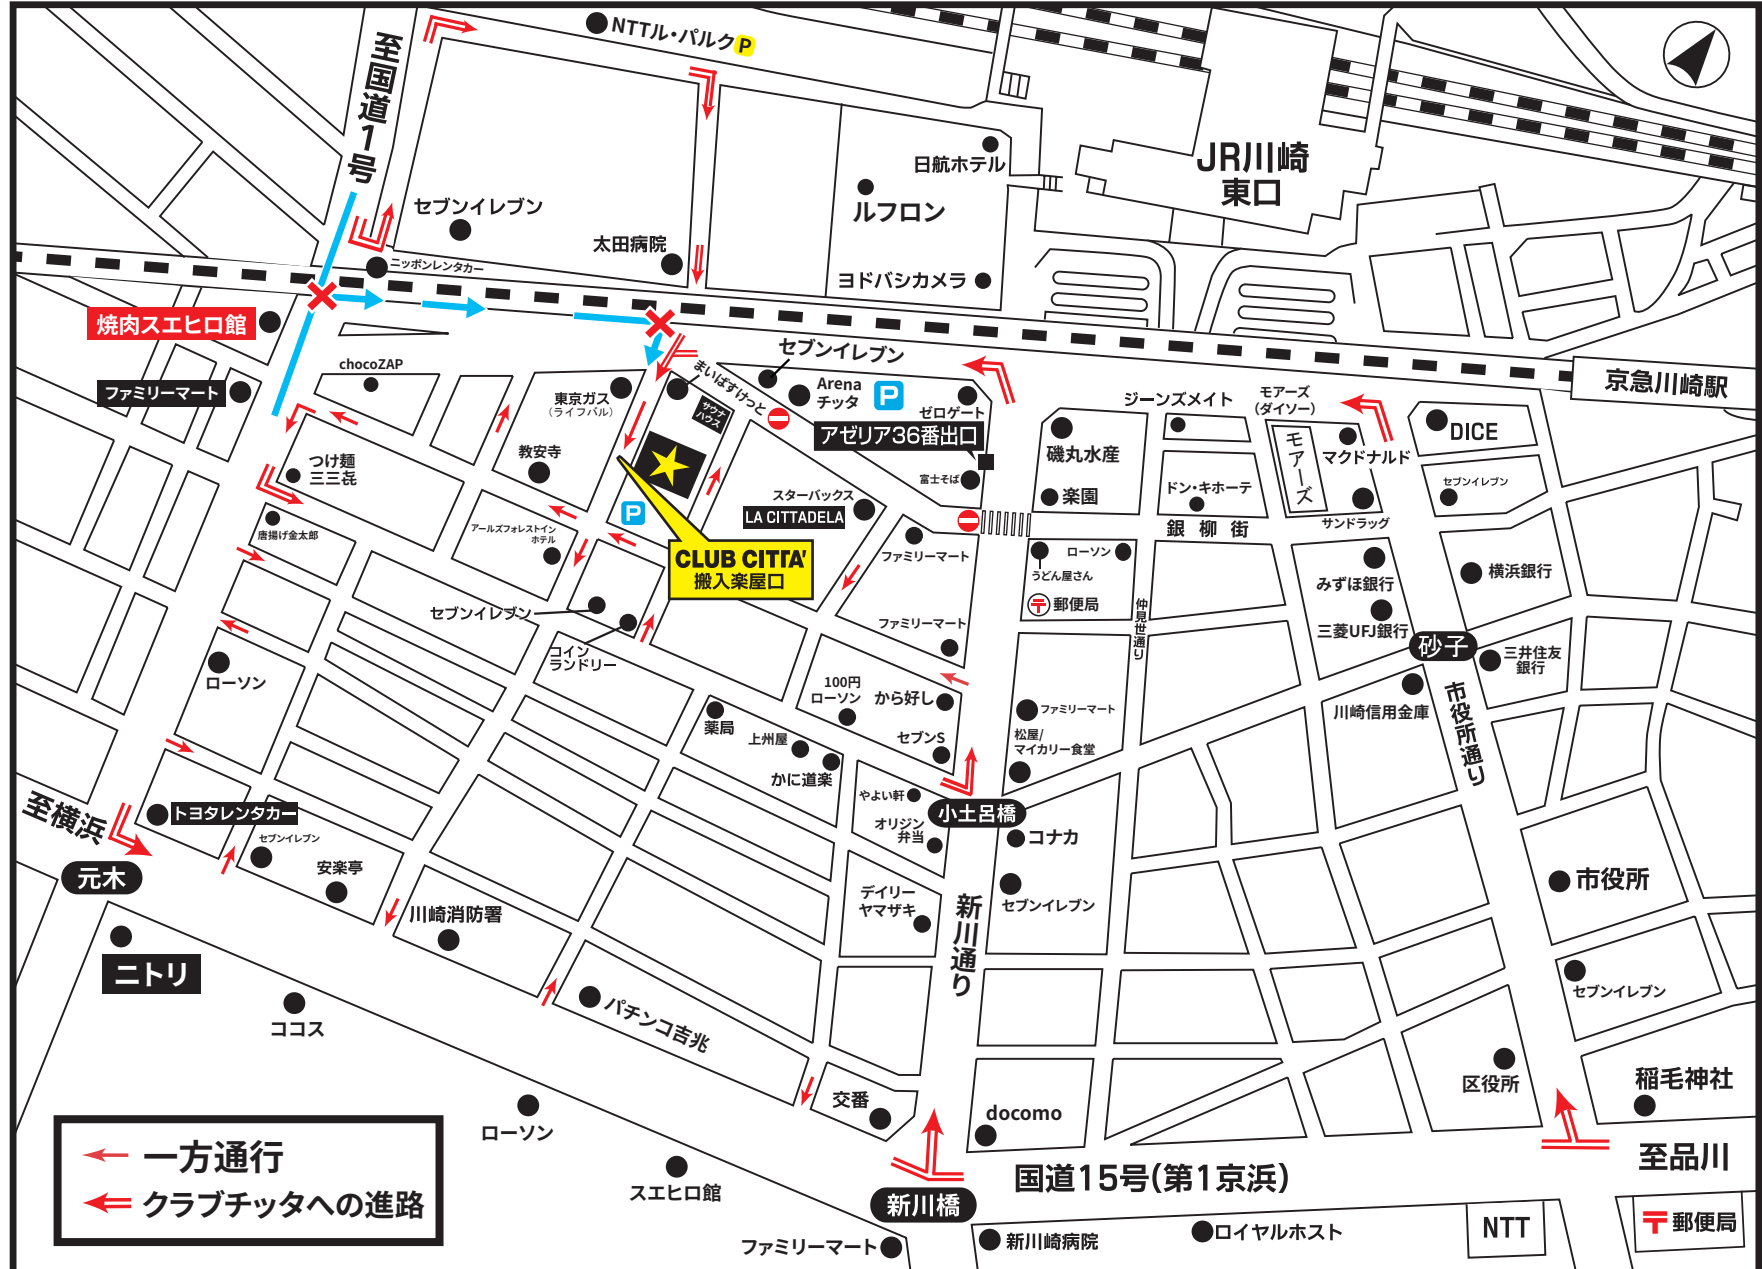 NTTル・パルクP
至国道1号
日航ホテル
JR川崎
東口
セブンイレブン
ルフロン
太田病院
ニッポンレンタカー
ヨドバシカメラ
焼肉スエヒロ館
chocoZAP
セブンイレブン
まいばすけっと
Arena
チッタ
P
京急川崎駅
ファミリーマート
東京ガス
(ライフバル)
サウナ
ハウス
ゼロゲート
アゼリア36番出口
ジーンズメイト
モアーズ
(ダイソー)
モアーズ
マクドナルド
DICE
教安寺
つけ麺
三三㐂
磯丸水産
楽園
富士そば
ドン・キホーテ
セブンイレブン
サンドラッグ
スターバックス
LA CITTADELA
P
唐揚げ金太郎
アールズフォレストイン
ホテル
銀柳街
CLUB CITTA'
搬入楽屋口
ファミリーマート
ローソン
うどん屋さん
郵便局
仲見世通り
みずほ銀行
横浜銀行
三菱UFJ銀行
砂子
三井住友
銀行
セブンイレブン
コイン
ランドリー
ファミリーマート
ローソン
100円
ローソン
から好し
セブンS
ファミリーマート
松屋/
マイカリー食堂
川崎信用金庫
市役所通り
薬局
上州屋
かに道楽
やよい軒
オリジン
弁当
小土呂橋
コナカ
至横浜
トヨタレンタカー
セブンイレブン
安楽亭
元木
川崎消防署
デイリー
ヤマザキ
新川通り
セブンイレブン
市役所
セブンイレブン
ニトリ
ココス
パチンコ吉兆
交番
docomo
区役所
稲毛神社
ローソン
スエヒロ館
ファミリーマート
新川橋
国道15号(第1京浜)
至品川
新川崎病院
ロイヤルホスト
NTT
郵便局
一方通行
クラブチッタへの進路